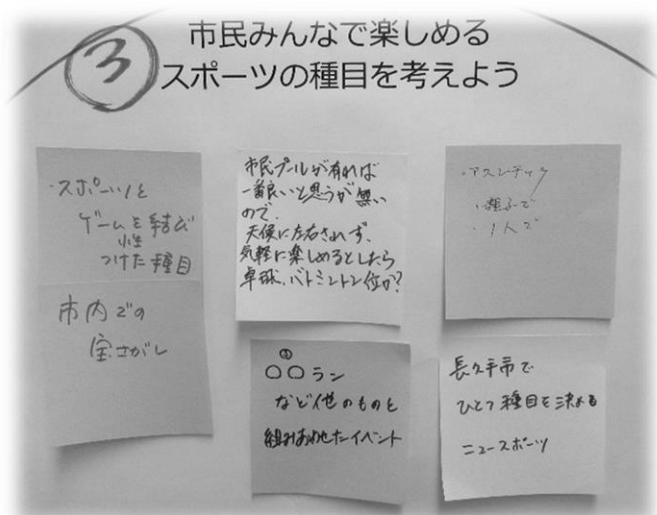 ③
市民みんなで楽しめる
スポーツの種目を考えよう
・スポーツと
ゲーム性を結び
つけた種目
市民プールが有れば
一番良いと思うが無い
ので、
天候に左右されず、
気軽に楽しめるとしたら
卓球、バトミントン位か?
・アスレチック
・親子で
・1人で
市内での
宝さがし
○○ラン
など他のものと
組みあわせたイベント
長久手市で
ひとつ種目を決める
ニュースポーツ